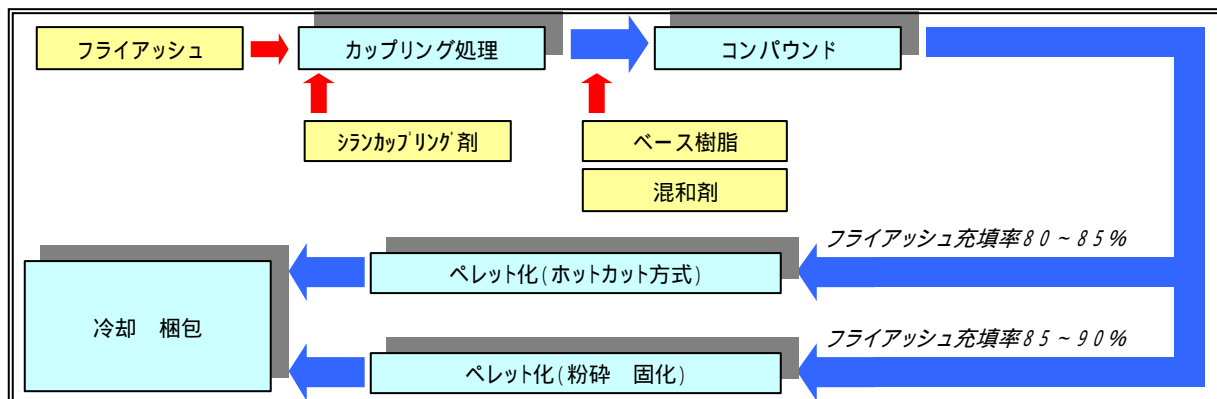 フライアッシュ
カップリング処理
コンパウンド
シランカップリング剤
ベース樹脂
混和剤
フライアッシュ充填率80~85%
ペレット化(ホットカット方式)
冷却　梱包
フライアッシュ充填率85~90%
ペレット化(粉砕　固化)